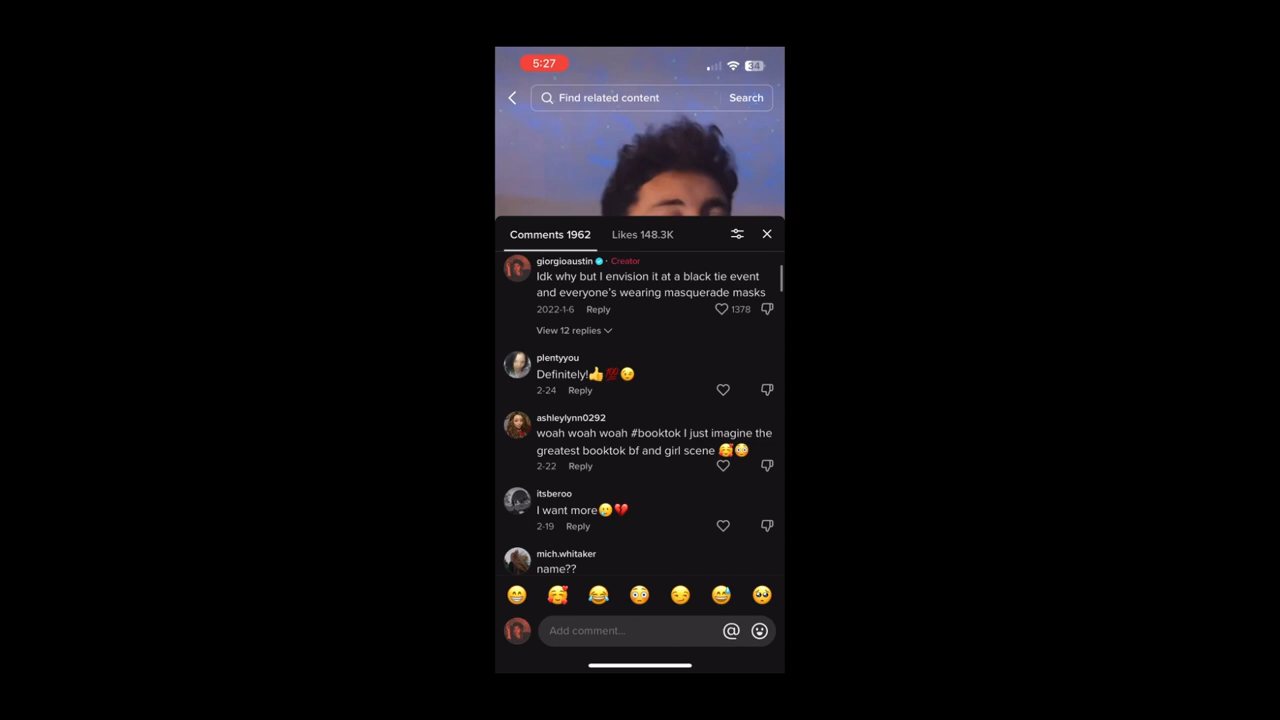 5:27
34
Find related content
Search
Comments 1962
Likes 148.3K
giorgioaustin · Creator
Idk why but I envision it at a black tie event
and everyone's wearing masquerade masks
2022-1-6 Reply 1378
View 12 replies
plentyyou
Definitely!👍💯😉
2-24 Reply
ashleylynn0292
woah woah woah #booktok I just imagine the
greatest booktok bf and girl scene 🥰😳
2-22 Reply
itsberoo
I want more🥲💔
2-19 Reply
mich.whitaker
name??
😁 🥰 😂 😳 😏 😅 🥺
Add comment... @